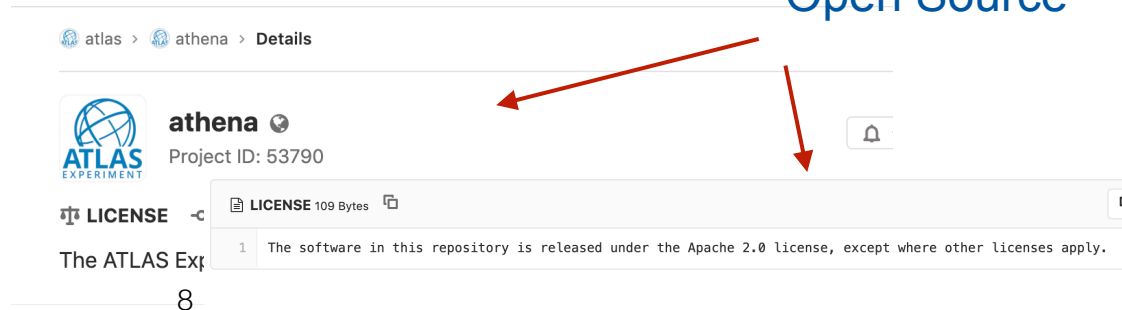 Open Source
atlas > athena > Details
athena
Project ID: 53790
ATLAS
EXPERIMENT
LICENSE
LICENSE 109 Bytes
1 The software in this repository is released under the Apache 2.0 license, except where other licenses apply.
The ATLAS Exp
8